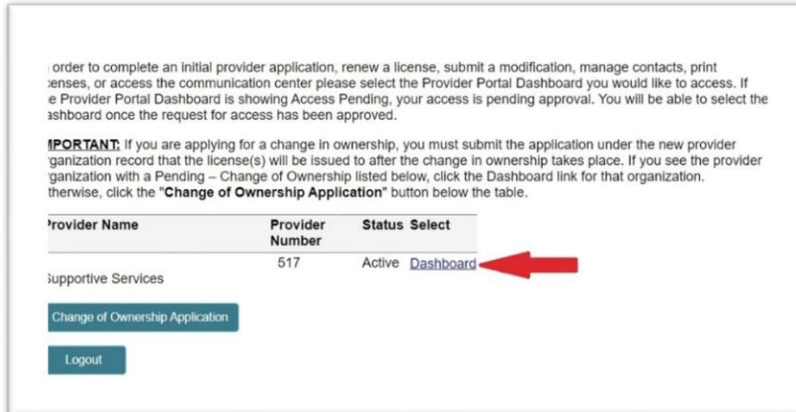 order to complete an initial provider application, renew a license, submit a modification, manage contacts, print
enses, or access the communication center please select the Provider Portal Dashboard you would like to access. If
e Provider Portal Dashboard is showing Access Pending, your access is pending approval. You will be able to select the
ashboard once the request for access has been approved.
MPORTANT: If you are applying for a change in ownership, you must submit the application under the new provider
rganization record that the license(s) will be issued to after the change in ownership takes place. If you see the provider
rganization with a Pending – Change of Ownership listed below, click the Dashboard link for that organization.
therwise, click the "Change of Ownership Application" button below the table.
Provider Name Provider Number Status Select
517 Active Dashboard
Supportive Services
Change of Ownership Application
Logout